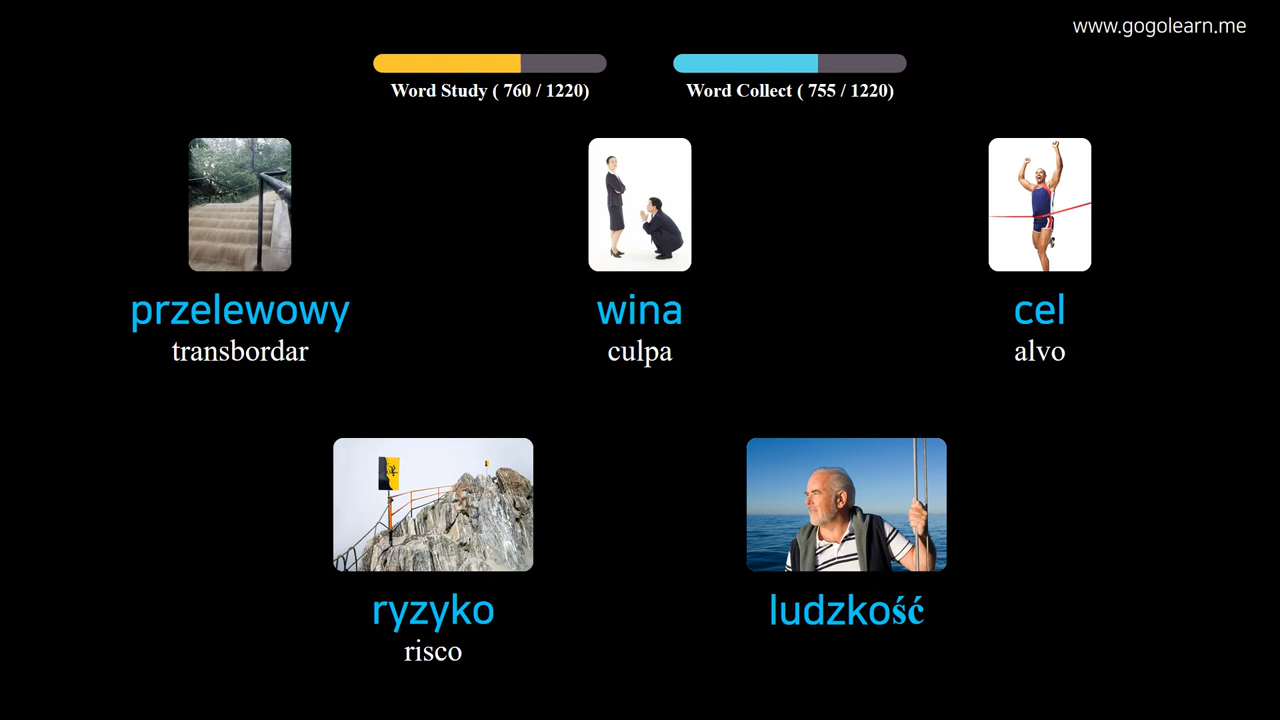 www.gogolearn.me
Word Study ( 760 / 1220)
Word Collect ( 755 / 1220)
przelewowy
transbordar
wina
culpa
cel
alvo
ryzyko
risco
ludzkość